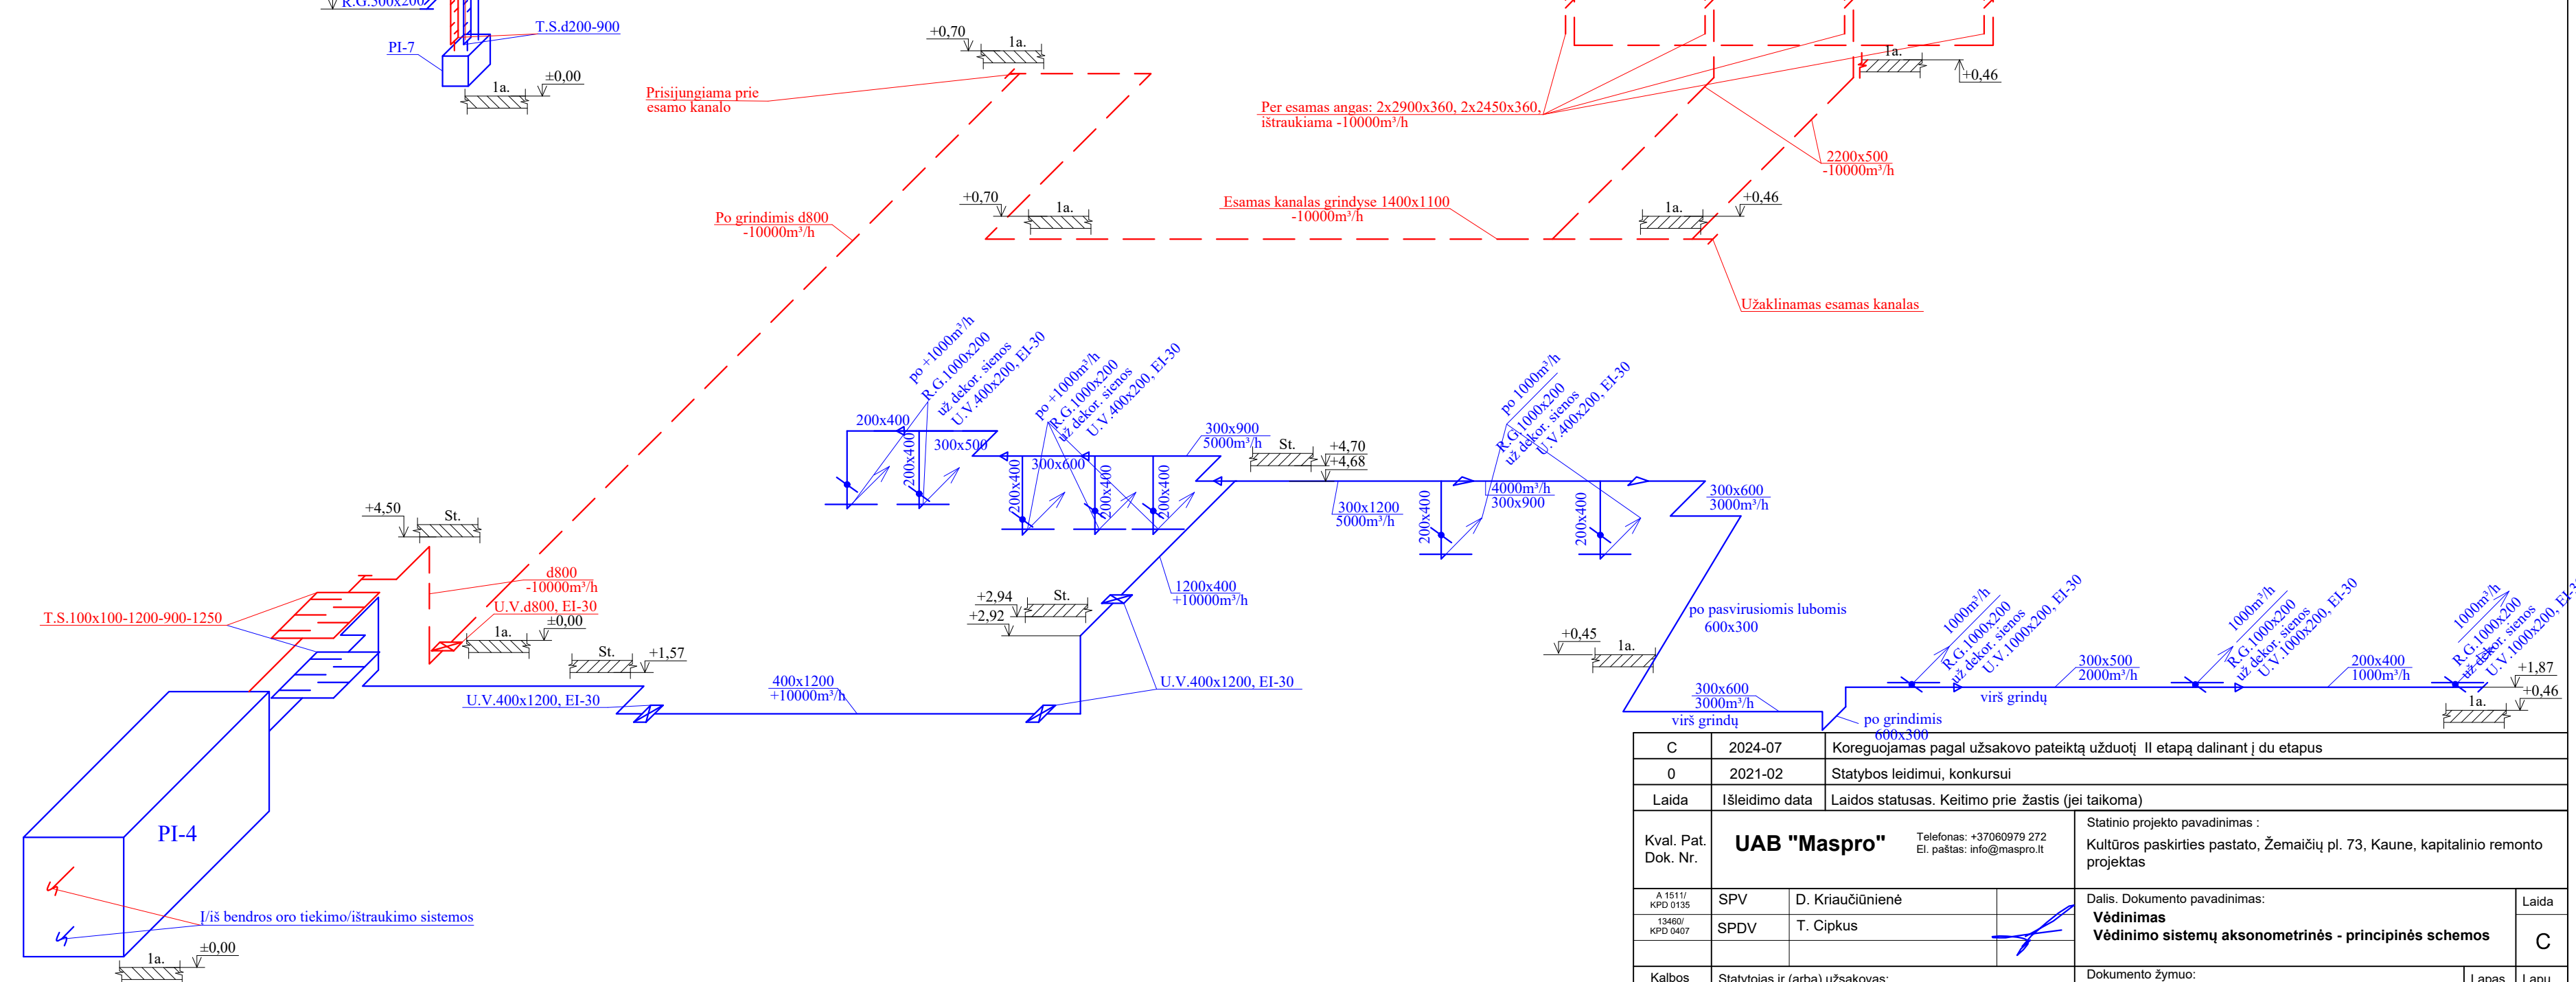 R.G.300x200
T.S.d200-900
PI-7
1a.
±0,00
+0,70
1a.
Prisijungiama prie
esamo kanalo
1a.
+0,46
Per esamas angas: 2x2900x360, 2x2450x360,
ištraukiama -10000m³/h
2200x500
-10000m³/h
Po grindimis d800
-10000m³/h
+0,70
1a.
Esamas kanalas grindyse 1400x1100
-10000m³/h
1a.
+0,46
Užaklinamas esamas kanalas
po +1000m³/h
R.G.1000x200
už dekor. sienos
U.V.400x200, EI-30
po +1000m³/h
R.G.1000x200
už dekor. sienos
U.V.400x200, EI-30
po 1000m³/h
R.G.1000x200
už dekor. sienos
U.V.400x200, EI-30
200x400
200x400
300x500
200x400
300x600
200x400
200x400
300x900
5000m³/h
St.
+4,70
+4,68
300x1200
5000m³/h
200x400
4000m³/h
300x900
200x400
300x600
3000m³/h
+4,50
St.
d800
-10000m³/h
U.V.d800, EI-30
±0,00
1a.
T.S.100x100-1200-900-1250
St.
+1,57
U.V.400x1200, EI-30
400x1200
+10000m³/h
+2,94
+2,92
St.
1200x400
+10000m³/h
U.V.400x1200, EI-30
po pasvirusiomis lubomis
600x300
+0,45
1a.
300x600
3000m³/h
virš grindų
po grindimis
600x300
1000m³/h
R.G.1000x200
už dekor. sienos
U.V.1000x200, EI-30
300x500
2000m³/h
virš grindų
1000m³/h
R.G.1000x200
už dekor. sienos
U.V.1000x200, EI-30
200x400
1000m³/h
1000m³/h
R.G.1000x200
už dekor. sienos
U.V.1000x200, EI-3
+1,87
+0,46
1a.
PI-4
Į/iš bendros oro tiekimo/ištraukimo sistemos
1a.
±0,00
C 2024-07 Koreguojamas pagal užsakovo pateiktą užduotį II etapą dalinant į du etapus
0 2021-02 Statybos leidimui, konkursui
Laida Išleidimo data Laidos statusas. Keitimo prie žastis (jei taikoma)
Kval. Pat.
Dok. Nr.
UAB "Maspro"
Telefonas: +37060979 272
El. paštas: info@maspro.lt
Statinio projekto pavadinimas :
Kultūros paskirties pastato, Žemaičių pl. 73, Kaune, kapitalinio remonto
projektas
A 1511/
KPD 0135
SPV D. Kriaučiūnienė
13460/
KPD 0407
SPDV T. Cipkus
Dalis. Dokumento pavadinimas:
Vėdinimas
Vėdinimo sistemų aksonometrinės - principinės schemos
Laida
C
Kalbos
Statytojas ir (arba) užsakovas:
Dokumento žymuo:
Lapas
Lapų